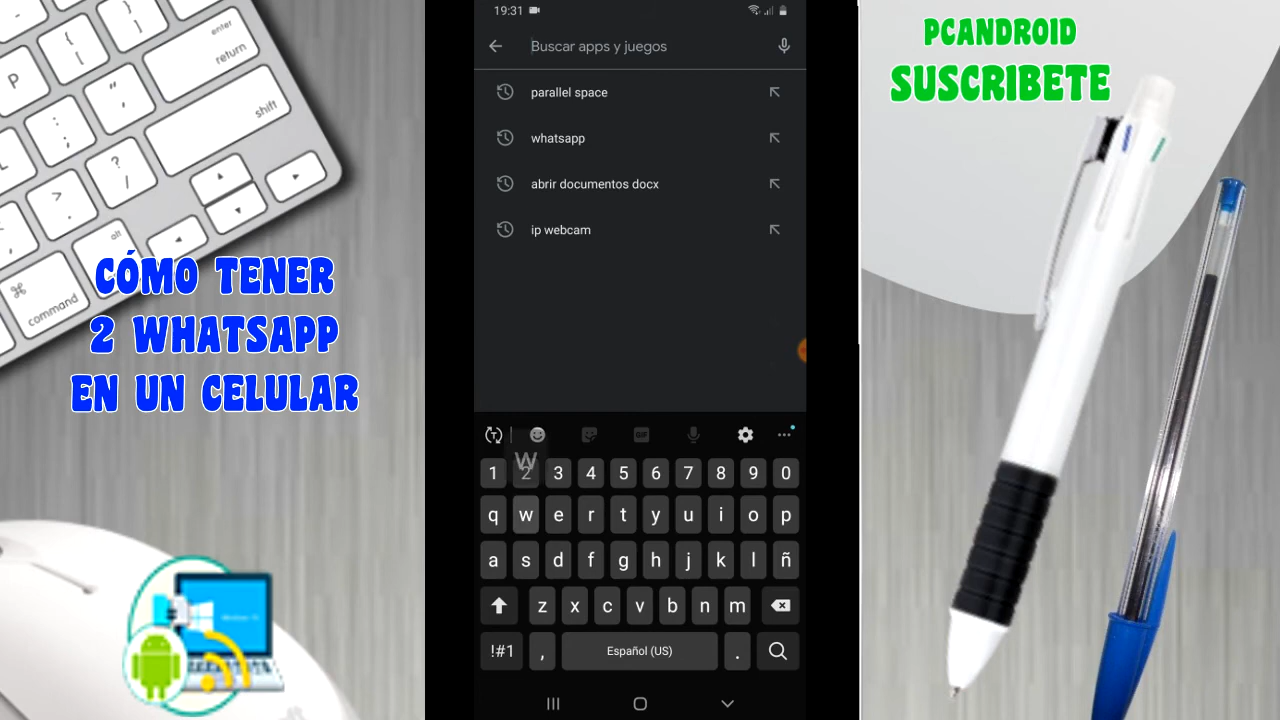 PCANDROID
SUSCRIBETE
CÓMO TENER
2 WHATSAPP
EN UN CELULAR
19:31
Buscar apps y juegos
parallel space
whatsapp
abrir documentos docx
ip webcam
GIF
W
1 2 3 4 5 6 7 8 9 0
q w e r t y u i o p
a s d f g h j k l ñ
z x c v b n m
!#1 , Español (US) .
enter
return
shift
alt
command
P
{ [
} ]
: ;
" '
> .
? /